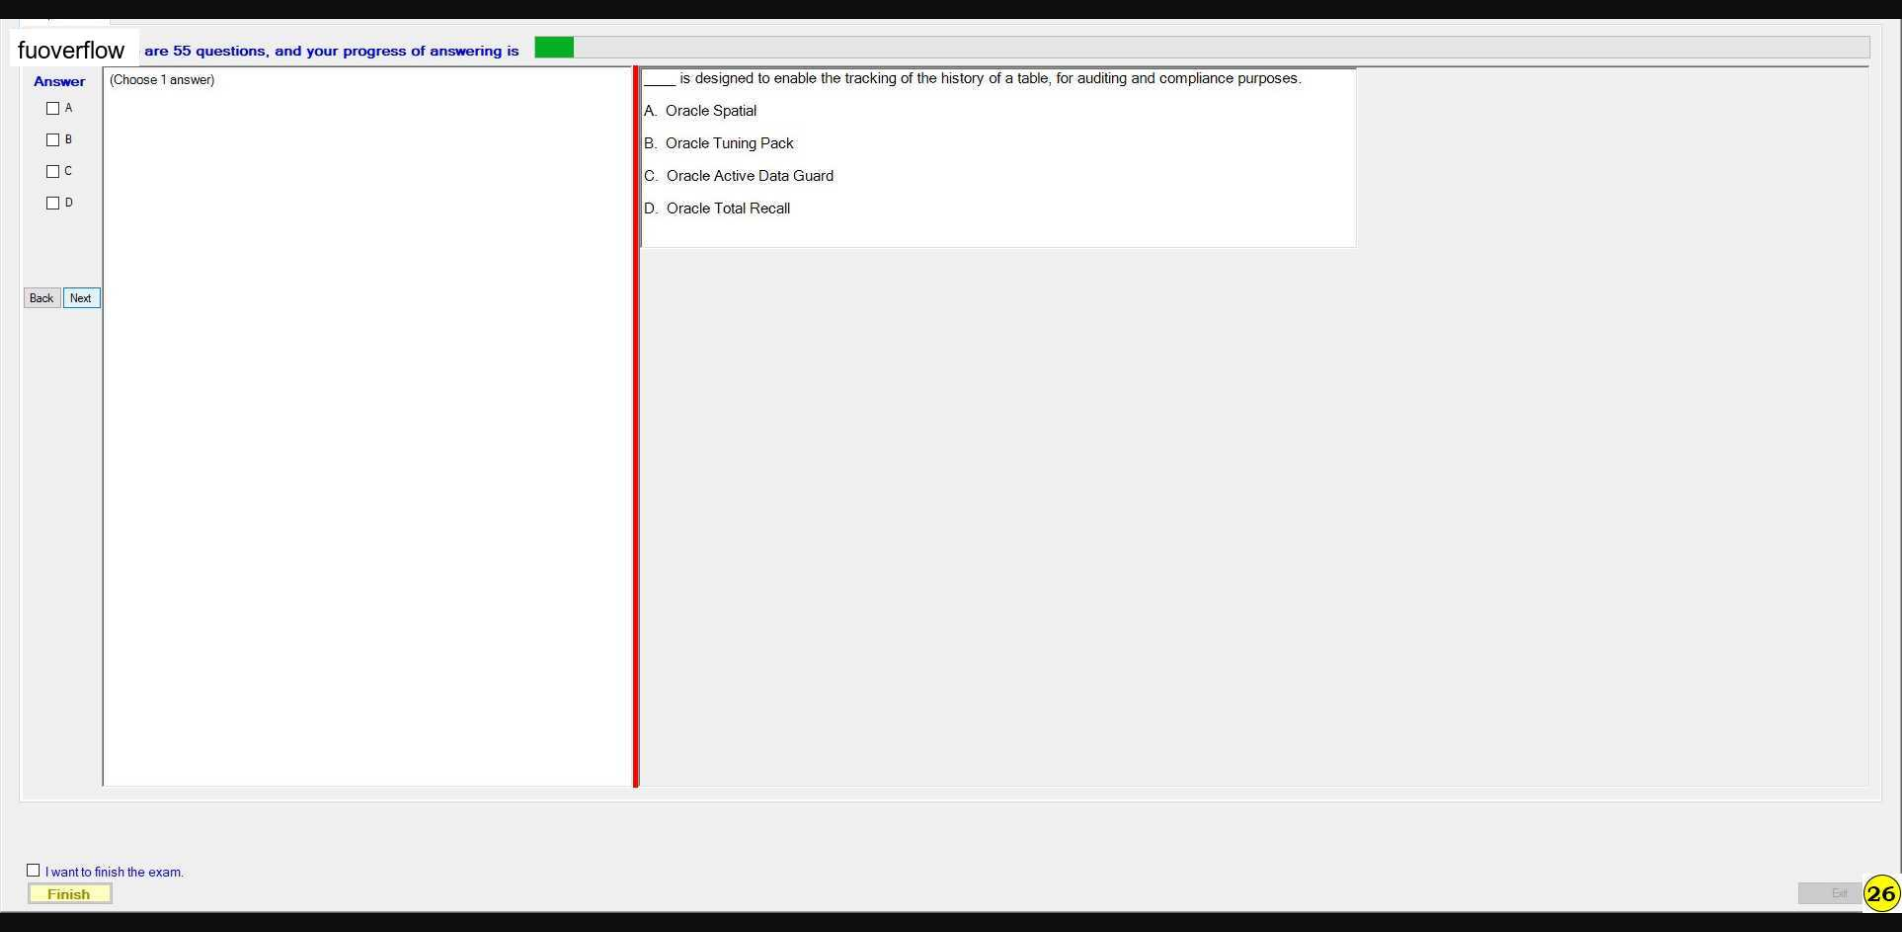 fuoverflow are 55 questions, and your progress of answering is
Answer
(Choose 1 answer)
A
B
C
D
Back Next
____ is designed to enable the tracking of the history of a table, for auditing and compliance purposes.
A. Oracle Spatial
B. Oracle Tuning Pack
C. Oracle Active Data Guard
D. Oracle Total Recall
I want to finish the exam.
Finish
Exit
26